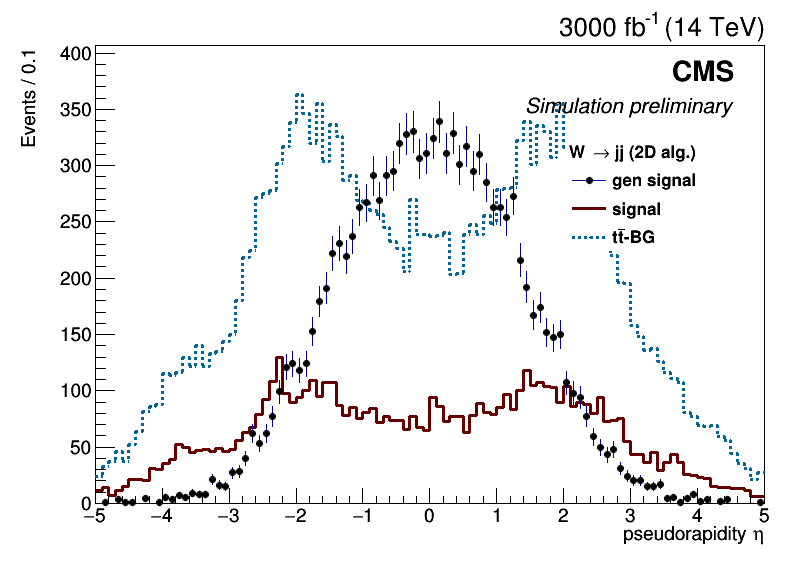 3000 fb⁻¹ (14 TeV)
CMS
Simulation preliminary
W → jj (2D alg.)
gen signal
signal
tt̄-BG
Events / 0.1
400
350
300
250
200
150
100
50
0
−5 −4 −3 −2 −1 0 1 2 3 4 5
pseudorapidity η